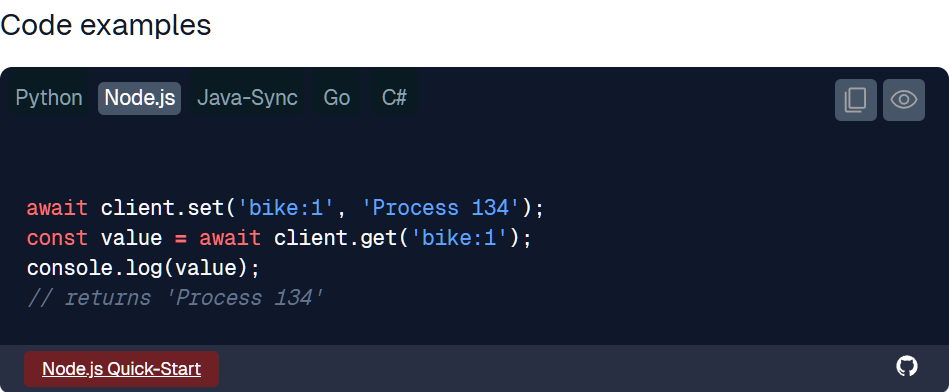 Code examples
Python Node.js Java-Sync Go C#
await client.set('bike:1', 'Process 134');
const value = await client.get('bike:1');
console.log(value);
// returns 'Process 134'
Node.js Quick-Start